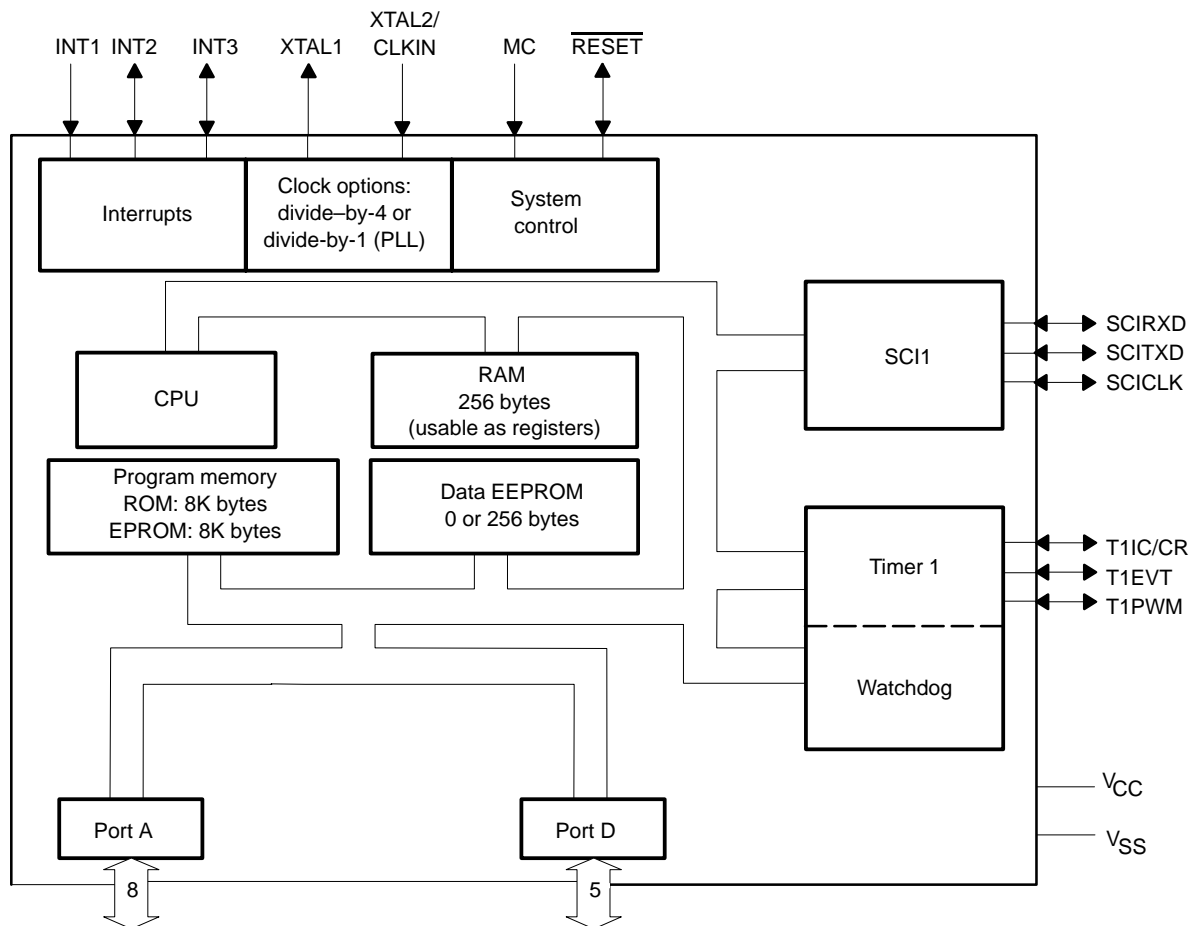 INT1 INT2 INT3 XTAL1 XTAL2/
CLKIN MC RESET
Interrupts
Clock options:
divide–by-4 or
divide-by-1 (PLL)
System
control
CPU
RAM
256 bytes
(usable as registers)
SCI1
SCIRXD
SCITXD
SCICLK
Program memory
ROM: 8K bytes
EPROM: 8K bytes
Data EEPROM
0 or 256 bytes
Timer 1
T1IC/CR
T1EVT
T1PWM
Watchdog
VCC
VSS
Port A
Port D
8
5